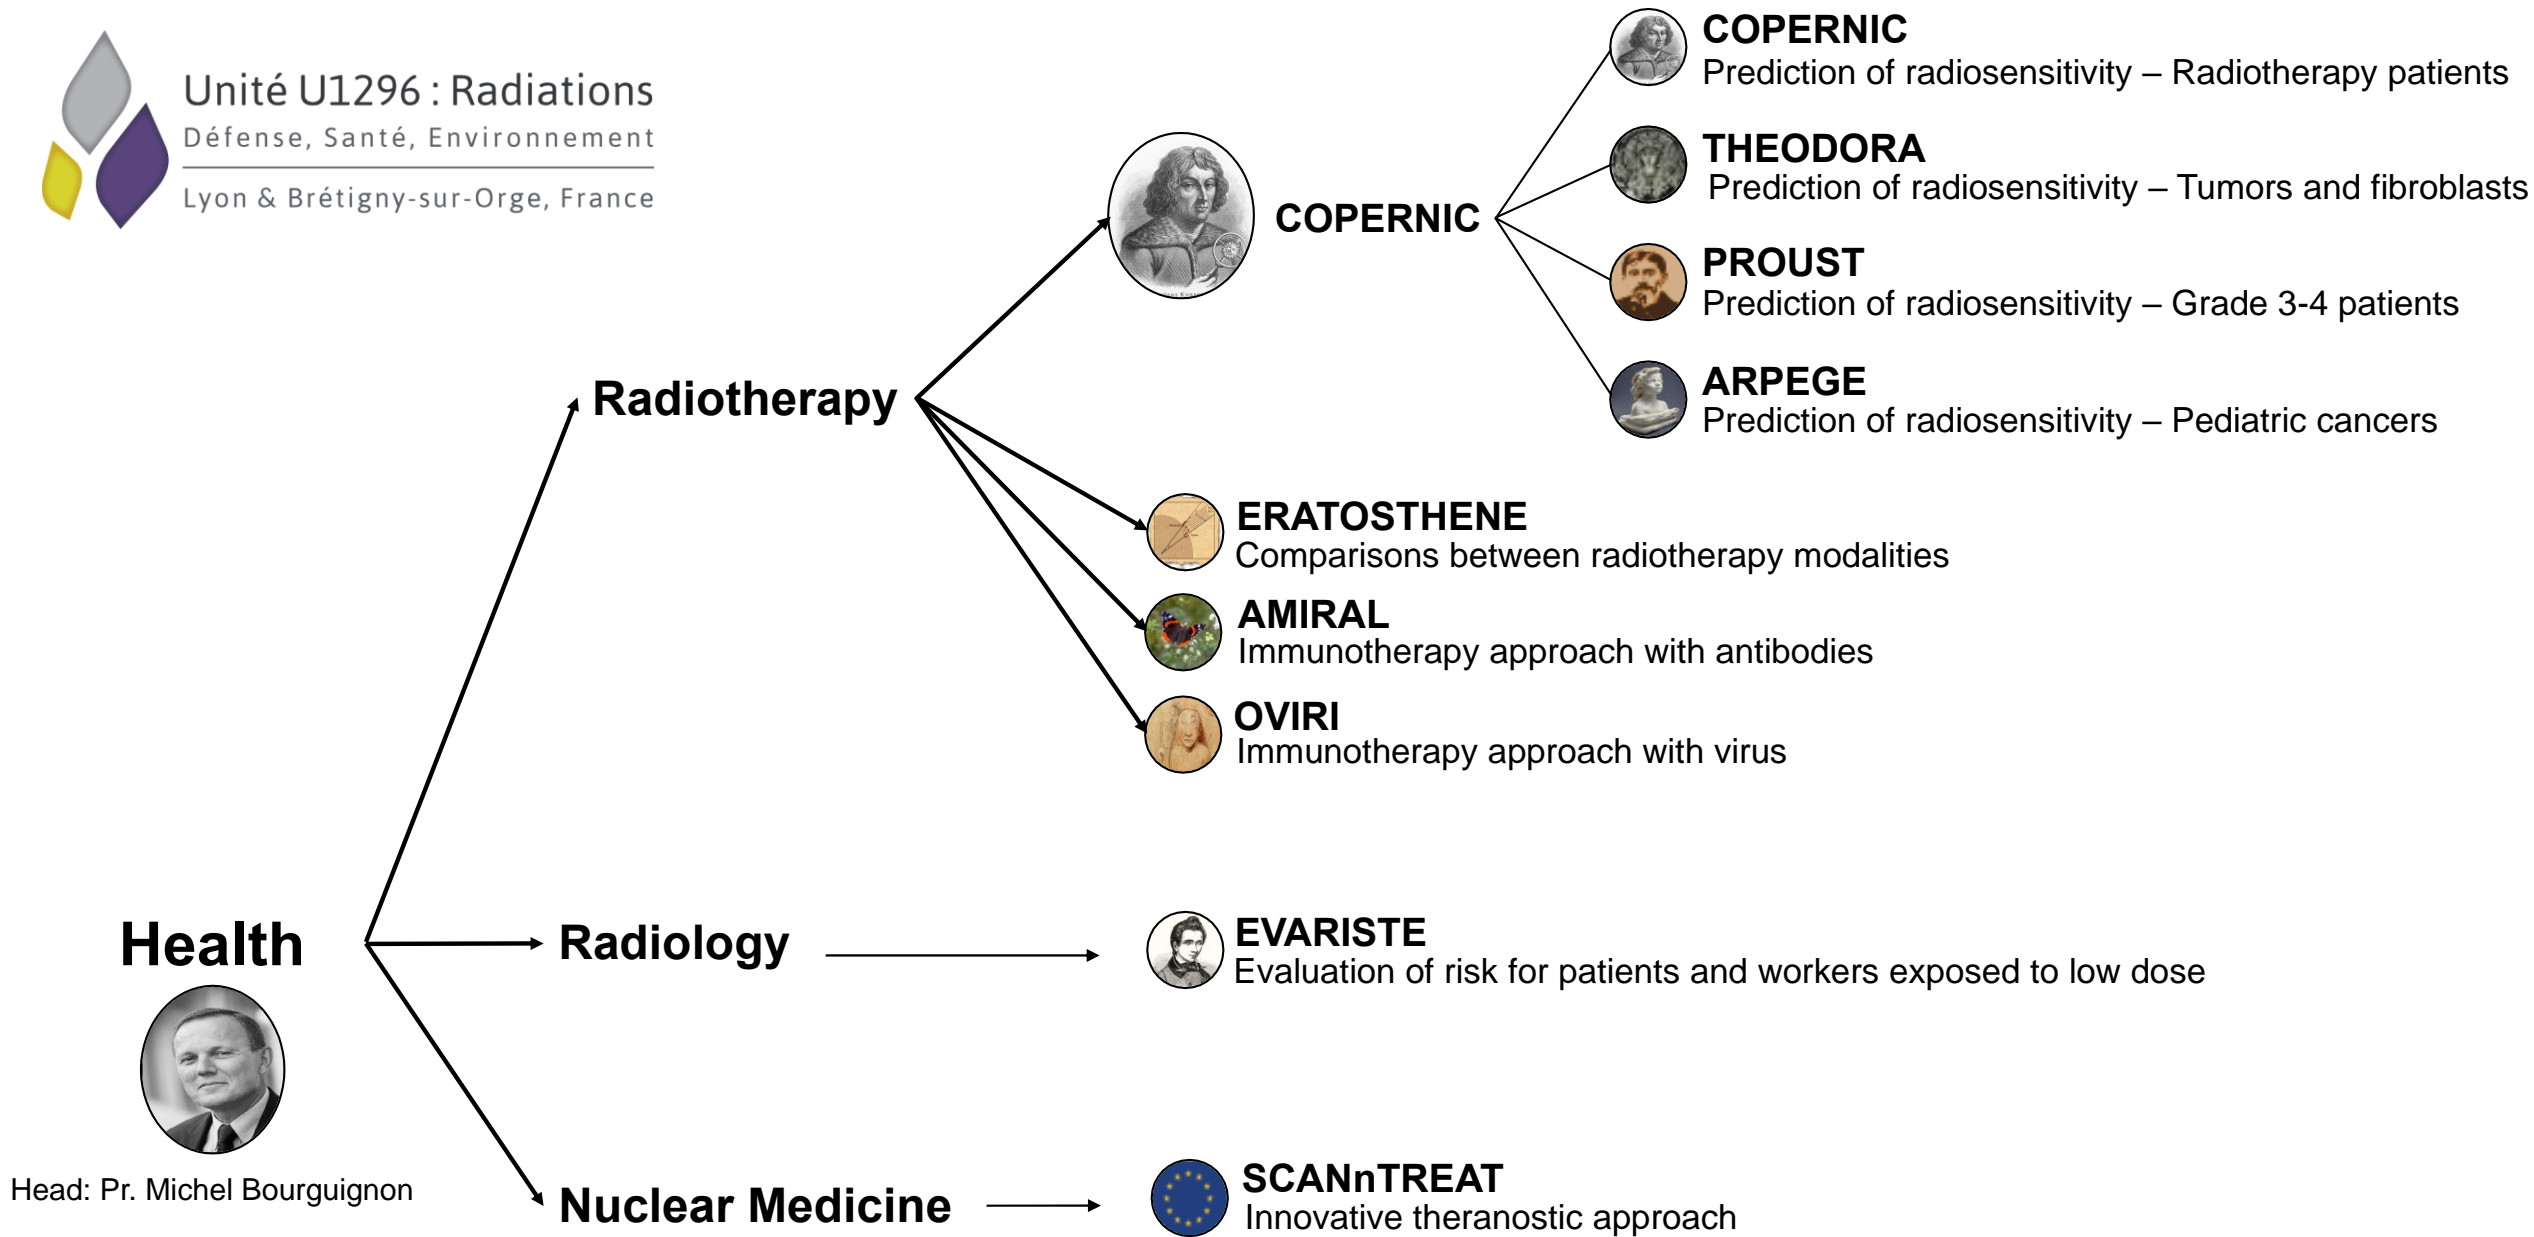 Unité U1296 : Radiations
Défense, Santé, Environnement
Lyon & Brétigny-sur-Orge, France
COPERNIC
Prediction of radiosensitivity – Radiotherapy patients
THEODORA
Prediction of radiosensitivity – Tumors and fibroblasts
COPERNIC
PROUST
Prediction of radiosensitivity – Grade 3-4 patients
ARPEGE
Prediction of radiosensitivity – Pediatric cancers
Radiotherapy
ERATOSTHENE
Comparisons between radiotherapy modalities
AMIRAL
Immunotherapy approach with antibodies
OVIRI
Immunotherapy approach with virus
Health
Head: Pr. Michel Bourguignon
Radiology
EVARISTE
Evaluation of risk for patients and workers exposed to low dose
Nuclear Medicine
SCANnTREAT
Innovative theranostic approach